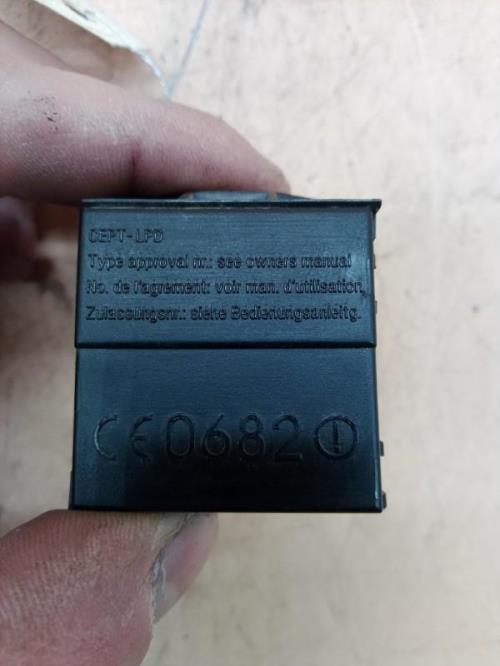 CEPT-LPD
Type approval nr.: see owners manual
No. de l'agrement: voir man. d'utilisation
Zulassungsnr.: siehe Bedienungsanleitg.
CE0682